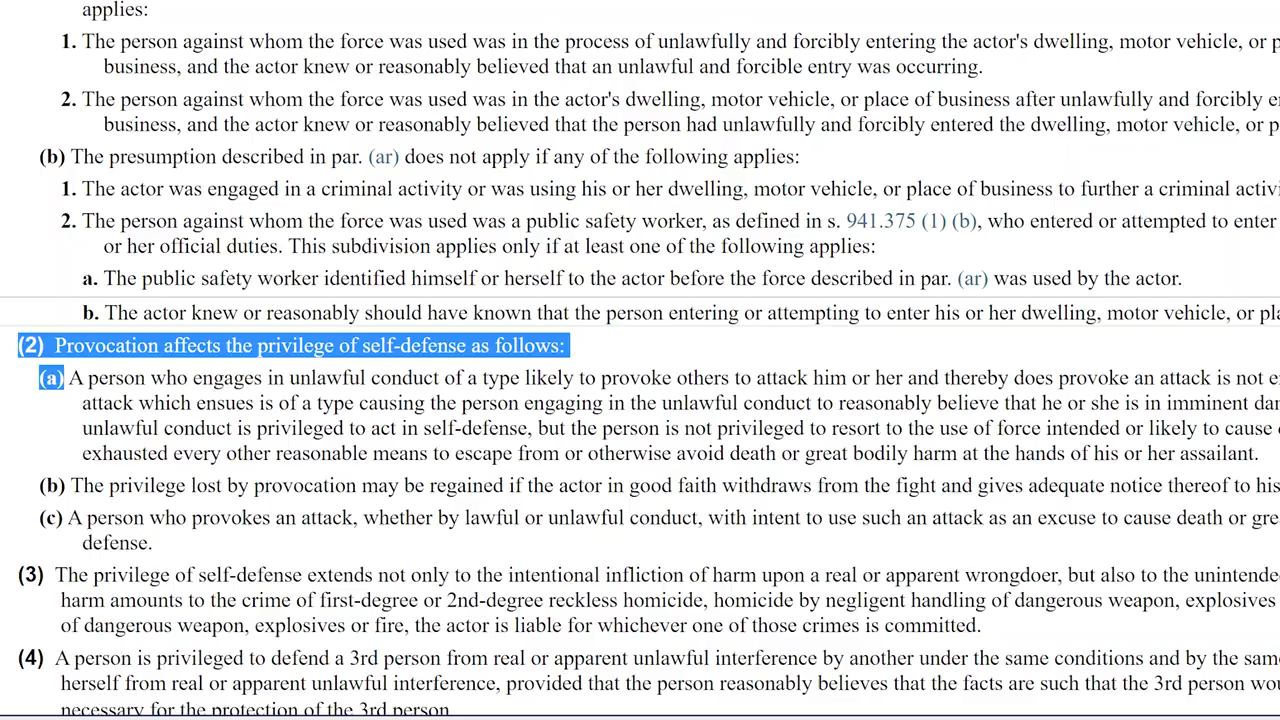 applies:
1. The person against whom the force was used was in the process of unlawfully and forcibly entering the actor's dwelling, motor vehicle, or
business, and the actor knew or reasonably believed that an unlawful and forcible entry was occurring.
2. The person against whom the force was used was in the actor's dwelling, motor vehicle, or place of business after unlawfully and forcibly
business, and the actor knew or reasonably believed that the person had unlawfully and forcibly entered the dwelling, motor vehicle, or
(b) The presumption described in par. (ar) does not apply if any of the following applies:
1. The actor was engaged in a criminal activity or was using his or her dwelling, motor vehicle, or place of business to further a criminal
2. The person against whom the force was used was a public safety worker, as defined in s. 941.375 (1) (b), who entered or attempted to enter
or her official duties. This subdivision applies only if at least one of the following applies:
a. The public safety worker identified himself or herself to the actor before the force described in par. (ar) was used by the actor.
b. The actor knew or reasonably should have known that the person entering or attempting to enter his or her dwelling, motor vehicle, or
(2) Provocation affects the privilege of self-defense as follows:
(a) A person who engages in unlawful conduct of a type likely to provoke others to attack him or her and thereby does provoke an attack is not
attack which ensues is of a type causing the person engaging in the unlawful conduct to reasonably believe that he or she is in imminent
unlawful conduct is privileged to act in self-defense, but the person is not privileged to resort to the use of force intended or likely to cause
exhausted every other reasonable means to escape from or otherwise avoid death or great bodily harm at the hands of his or her assailant.
(b) The privilege lost by provocation may be regained if the actor in good faith withdraws from the fight and gives adequate notice thereof to his
(c) A person who provokes an attack, whether by lawful or unlawful conduct, with intent to use such an attack as an excuse to cause death or
defense.
(3) The privilege of self-defense extends not only to the intentional infliction of harm upon a real or apparent wrongdoer, but also to the
harm amounts to the crime of first-degree or 2nd-degree reckless homicide, homicide by negligent handling of dangerous weapon, explosives
of dangerous weapon, explosives or fire, the actor is liable for whichever one of those crimes is committed.
(4) A person is privileged to defend a 3rd person from real or apparent unlawful interference by another under the same conditions and by the
herself from real or apparent unlawful interference, provided that the person reasonably believes that the facts are such that the 3rd person
necessary for the protection of the 3rd person